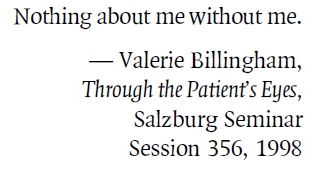 Nothing about me without me.
— Valerie Billingham,
Through the Patient's Eyes,
Salzburg Seminar
Session 356, 1998